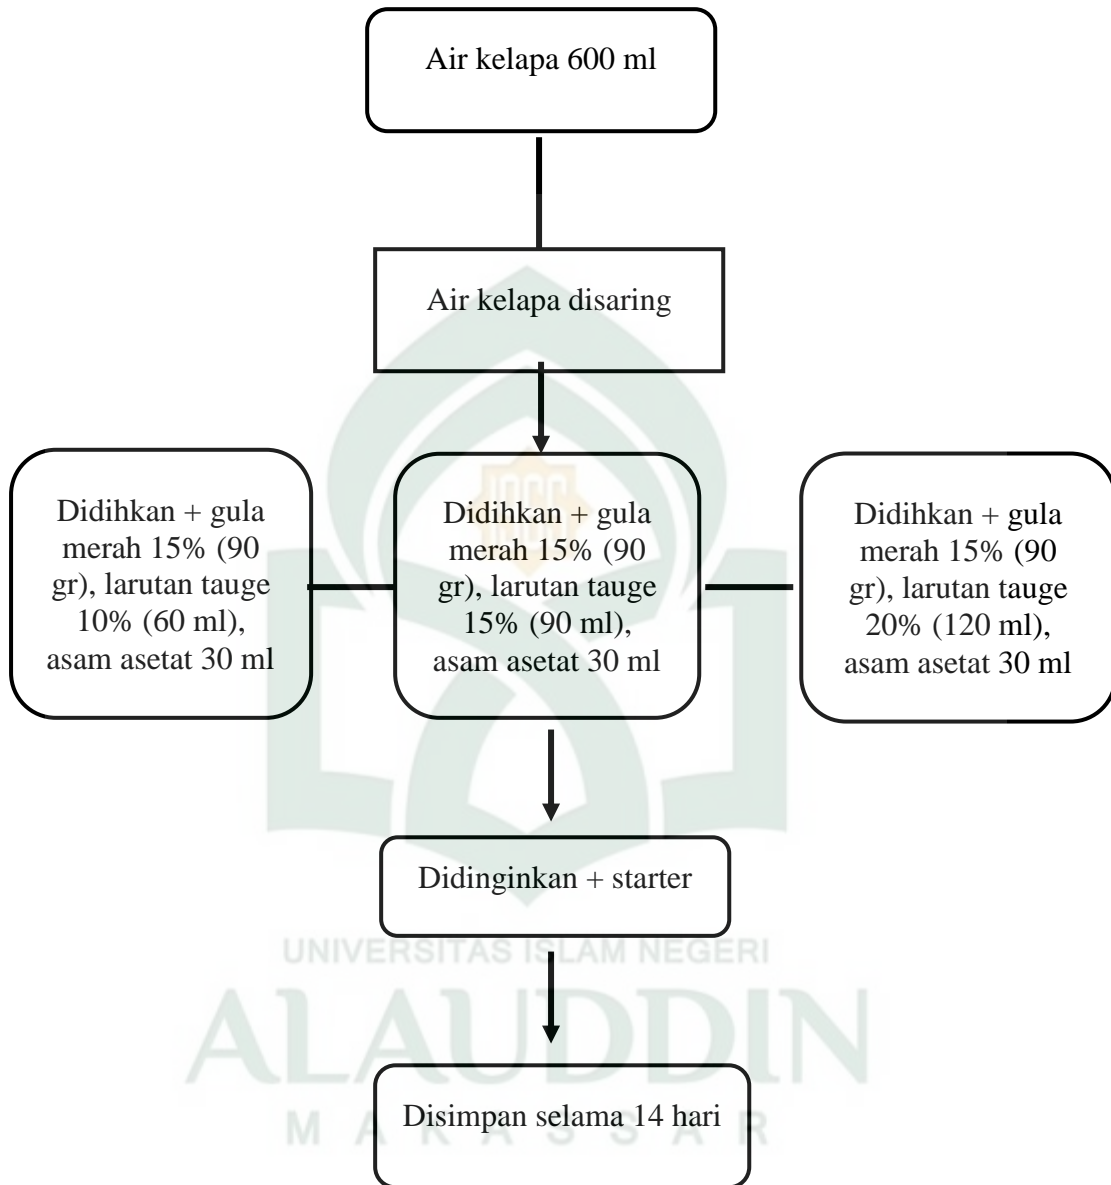 Air kelapa 600 ml
Air kelapa disaring
Didihkan + gula
merah 15% (90
gr), larutan tauge
10% (60 ml),
asam asetat 30 ml
Didihkan + gula
merah 15% (90
gr), larutan tauge
15% (90 ml),
asam asetat 30 ml
Didihkan + gula
merah 15% (90
gr), larutan tauge
20% (120 ml),
asam asetat 30 ml
Didinginkan + starter
UNIVERSITAS ISLAM NEGERI
ALAUDDIN
Disimpan selama 14 hari
MAKASSAR